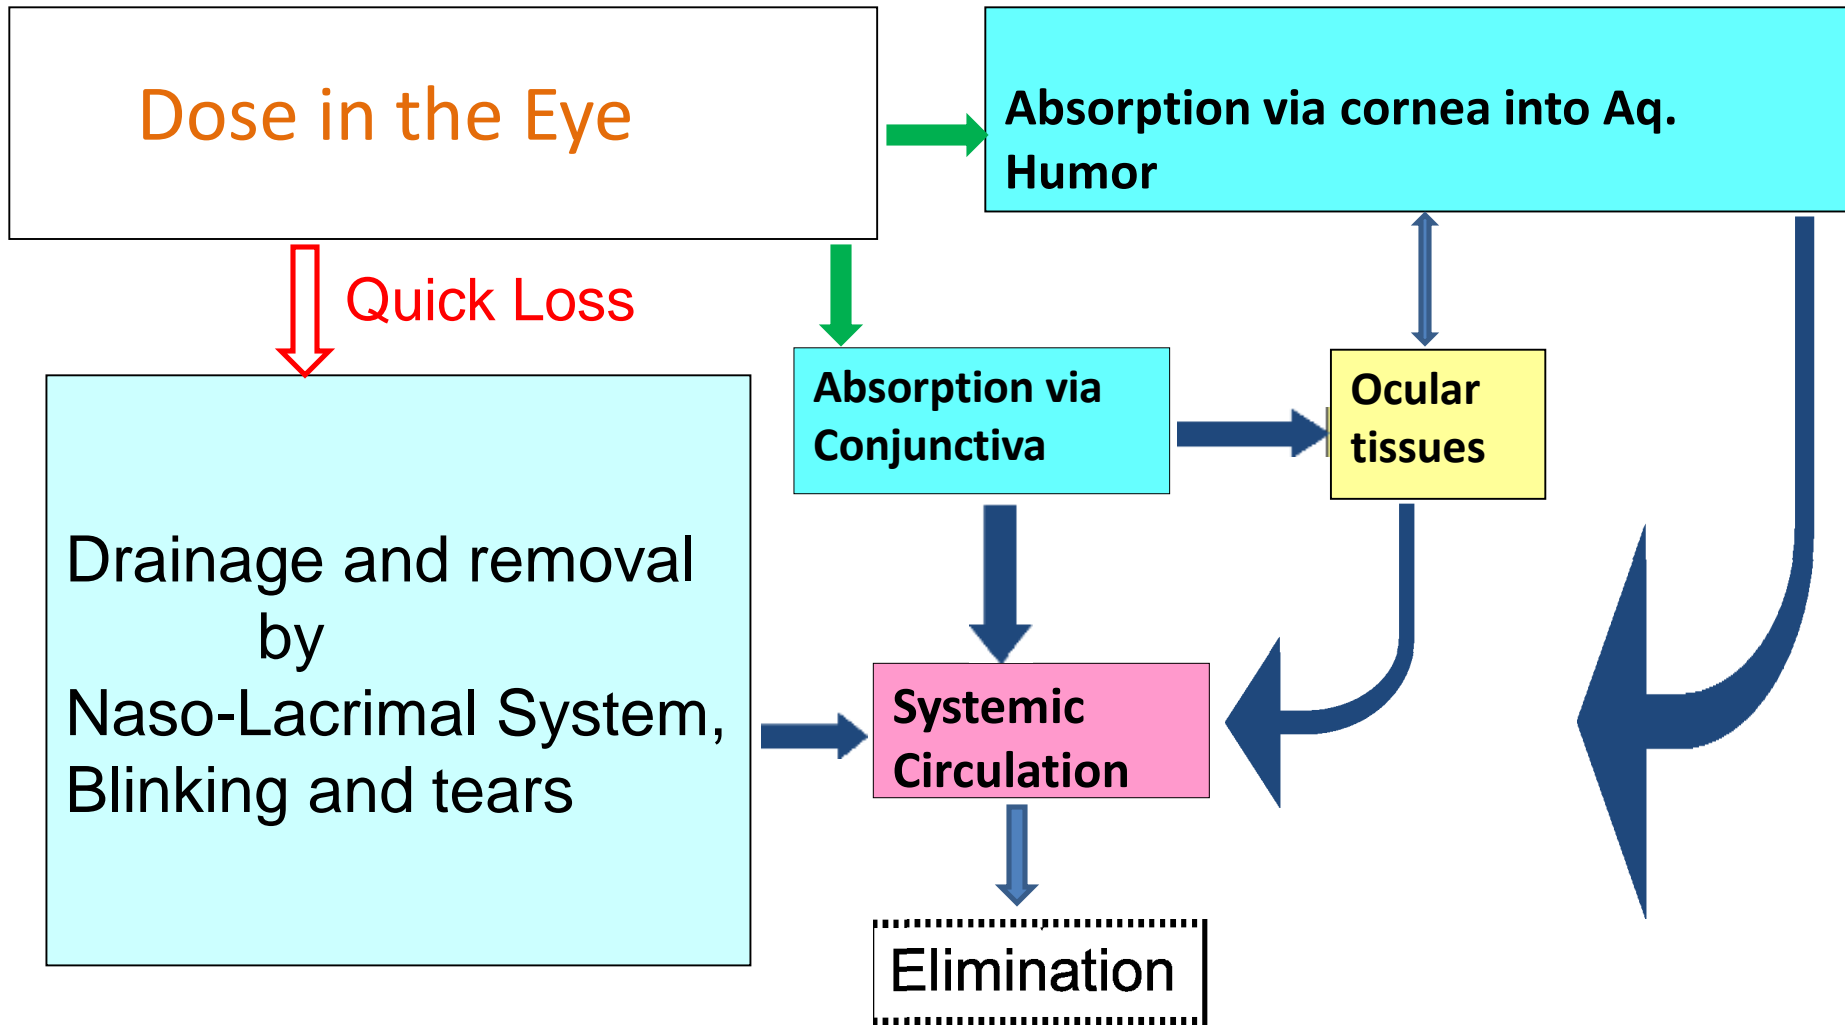 Dose in the Eye
Absorption via cornea into Aq.
Humor
Quick Loss
Absorption via
Conjunctiva
Ocular
tissues
Drainage and removal
by
Naso-Lacrimal System,
Blinking and tears
Systemic
Circulation
Elimination